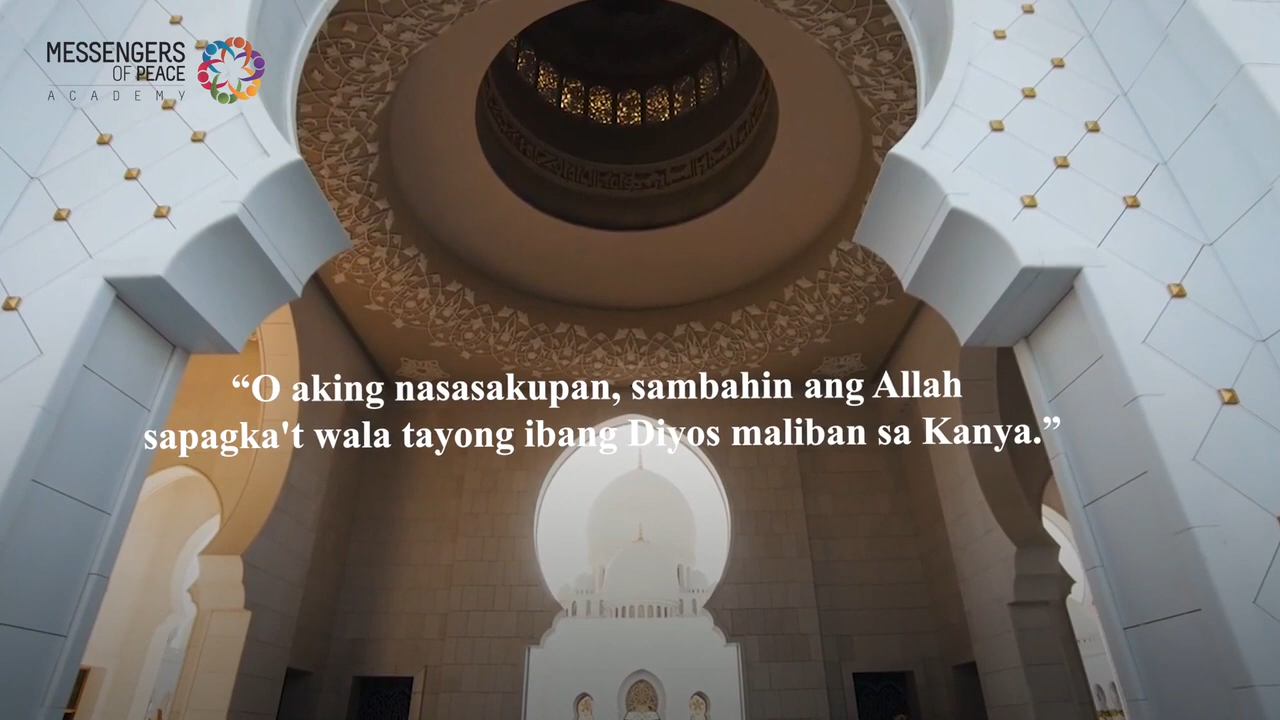 MESSENGERS
OF PEACE
ACADEMY
“O aking nasasakupan, sambahin ang Allah
sapagka't wala tayong ibang Diyos maliban sa Kanya.”